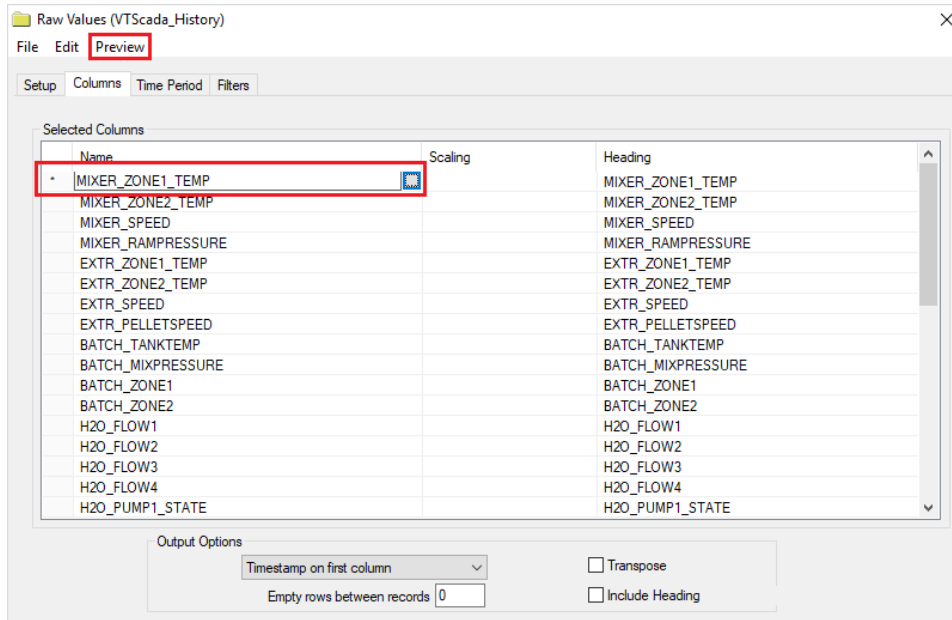 Raw Values (VTScada_History)
File Edit Preview
Setup Columns Time Period Filters
Selected Columns
Name Scaling Heading
* MIXER_ZONE1_TEMP MIXER_ZONE1_TEMP
MIXER_ZONE2_TEMP MIXER_ZONE2_TEMP
MIXER_SPEED MIXER_SPEED
MIXER_RAMPRESSURE MIXER_RAMPRESSURE
EXTR_ZONE1_TEMP EXTR_ZONE1_TEMP
EXTR_ZONE2_TEMP EXTR_ZONE2_TEMP
EXTR_SPEED EXTR_SPEED
EXTR_PELLETSPEED EXTR_PELLETSPEED
BATCH_TANKTEMP BATCH_TANKTEMP
BATCH_MIXPRESSURE BATCH_MIXPRESSURE
BATCH_ZONE1 BATCH_ZONE1
BATCH_ZONE2 BATCH_ZONE2
H2O_FLOW1 H2O_FLOW1
H2O_FLOW2 H2O_FLOW2
H2O_FLOW3 H2O_FLOW3
H2O_FLOW4 H2O_FLOW4
H2O_PUMP1_STATE H2O_PUMP1_STATE
Output Options
Timestamp on first column Transpose
Empty rows between records 0 Include Heading